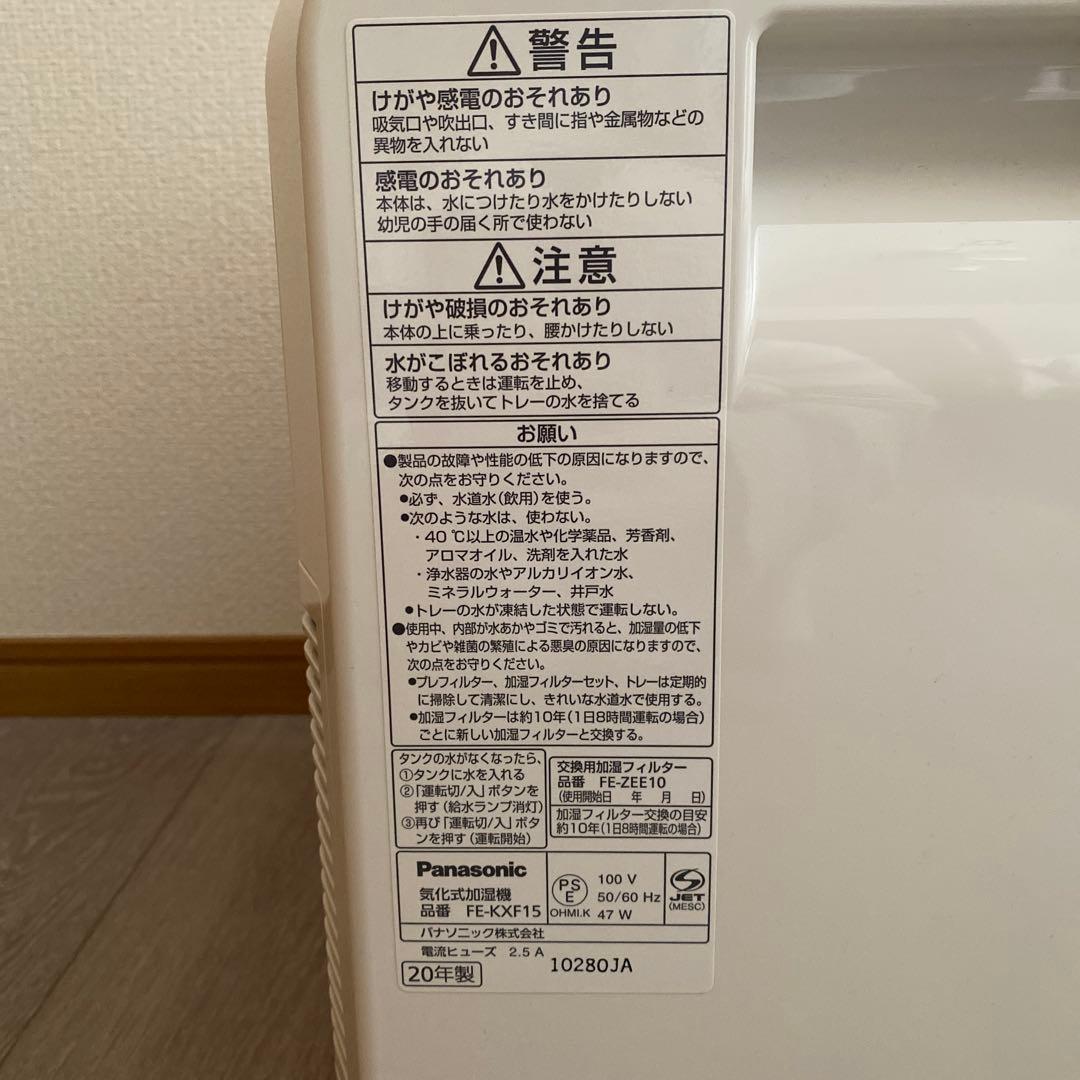 警告
けがや感電のおそれあり
吸気口や吹出口、すき間に指や金属物などの
異物を入れない
感電のおそれあり
本体は、水につけたり水をかけたりしない
幼児の手の届く所で使わない
注意
けがや破損のおそれあり
本体の上に乗ったり、腰かけたりしない
水がこぼれるおそれあり
移動するときは運転を止め、
タンクを抜いてトレーの水を捨てる
お願い
●製品の故障や性能の低下の原因になりますので、
次の点をお守りください。
●必ず、水道水(飲用)を使う。
●次のような水は、使わない。
・40 ℃以上の温水や化学薬品、芳香剤、
アロマオイル、洗剤を入れた水
・浄水器の水やアルカリイオン水、
ミネラルウォーター、井戸水
●トレーの水が凍結した状態で運転しない。
●使用中、内部が水あかやゴミで汚れると、加湿量の低下
やカビや雑菌の繁殖による悪臭の原因になりますので、
次の点をお守りください。
●プレフィルター、加湿フィルターセット、トレーは定期的
に掃除して清潔にし、きれいな水道水で使用する。
●加湿フィルターは約10年(1日8時間運転の場合)
ごとに新しい加湿フィルターと交換する。
タンクの水がなくなったら、
①タンクに水を入れる
②「運転切/入」ボタンを
押す(給水ランプ消灯)
③再び「運転切/入」ボタ
ンを押す(運転開始)
交換用加湿フィルター
品番 FE-ZEE10
(使用開始日 年 月 日)
加湿フィルター交換の目安
約10年(1日8時間運転の場合)
Panasonic
気化式加湿機
品番 FE-KXF15
PS
E
OHMI.K
100 V
50/60 Hz
47 W
S
JET
(MESC)
パナソニック株式会社
電流ヒューズ 2.5 A
20年製
10280JA